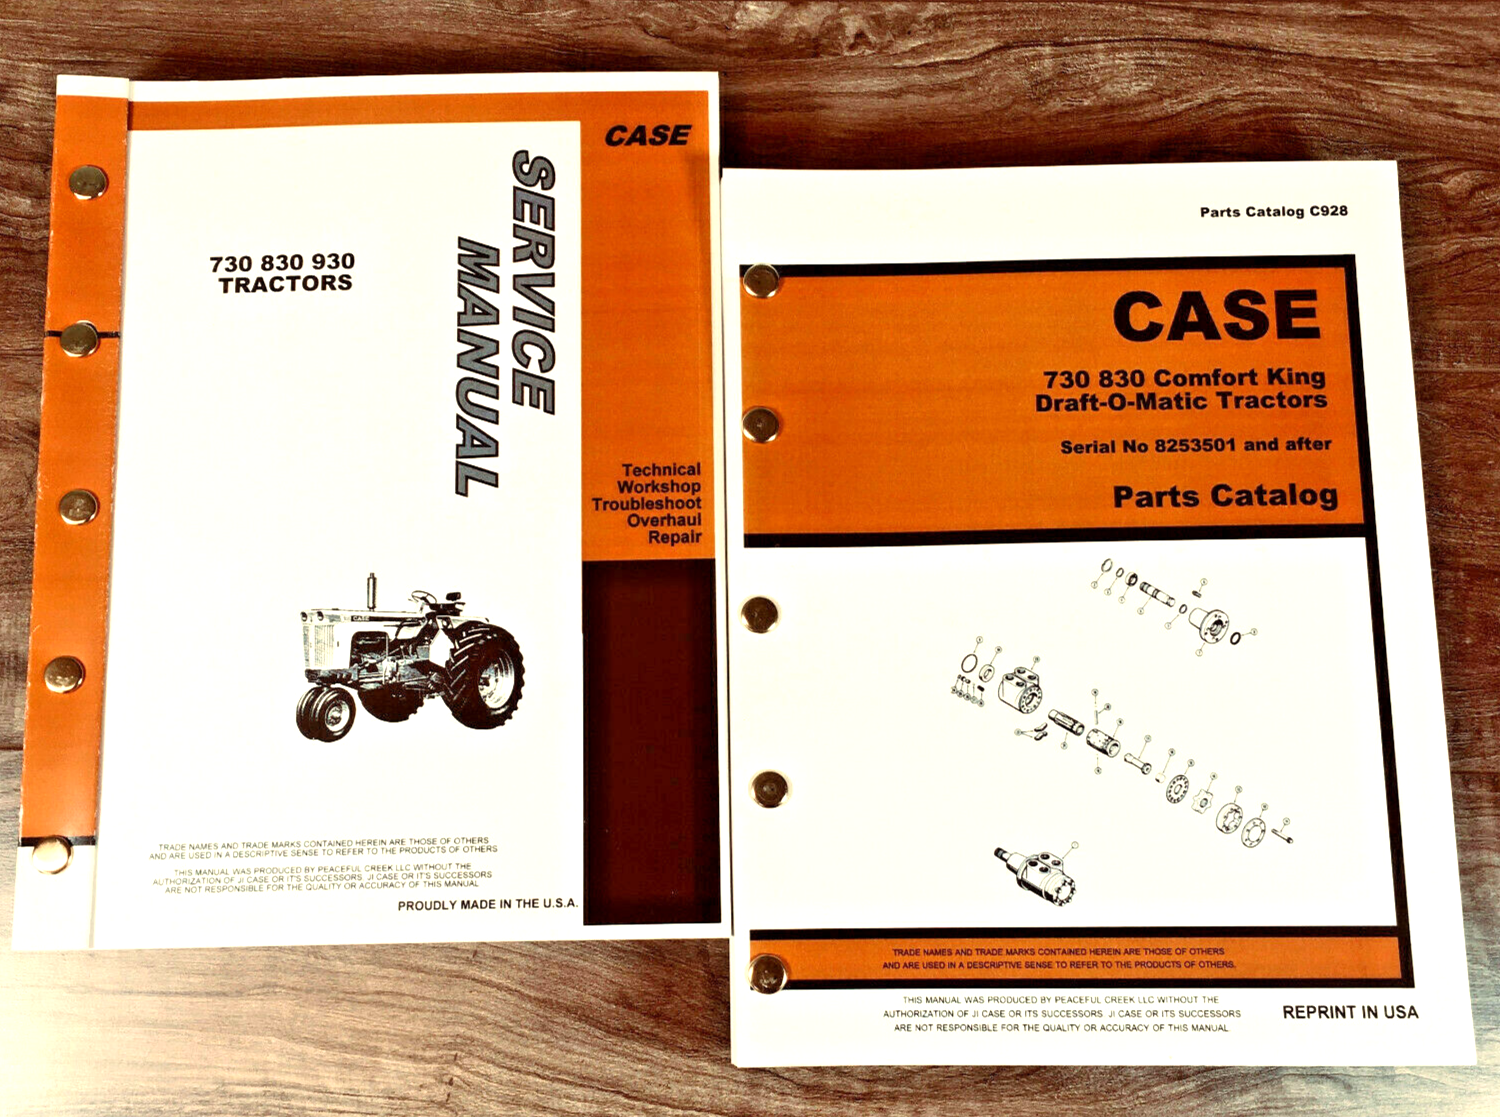 CASE
SERVICE
MANUAL
730 830 930
TRACTORS
Technical
Workshop
Troubleshoot
Overhaul
Repair
CASE
TRADE NAMES AND TRADE MARKS CONTAINED HEREIN ARE THOSE OF OTHERS
AND ARE USED IN A DESCRIPTIVE SENSE TO REFER TO THE PRODUCTS OF OTHERS
THIS MANUAL WAS PRODUCED BY PEACEFUL CREEK LLC WITHOUT THE
AUTHORIZATION OF JI CASE OR IT'S SUCCESSORS JI CASE OR IT'S SUCCESSORS
ARE NOT RESPONSIBLE FOR THE QUALITY OR ACCURACY OF THIS MANUAL
PROUDLY MADE IN THE U.S.A.
Parts Catalog C928
CASE
730 830 Comfort King
Draft-O-Matic Tractors
Serial No 8253501 and after
Parts Catalog
TRADE NAMES AND TRADE MARKS CONTAINED HEREIN ARE THOSE OF OTHERS
AND ARE USED IN A DESCRIPTIVE SENSE TO REFER TO THE PRODUCTS OF OTHERS.
THIS MANUAL WAS PRODUCED BY PEACEFUL CREEK LLC WITHOUT THE
AUTHORIZATION OF JI CASE OR ITS SUCCESSORS JI CASE OR ITS SUCCESSORS
ARE NOT RESPONSIBLE FOR THE QUALITY OR ACCURACY OF THIS MANUAL
REPRINT IN USA